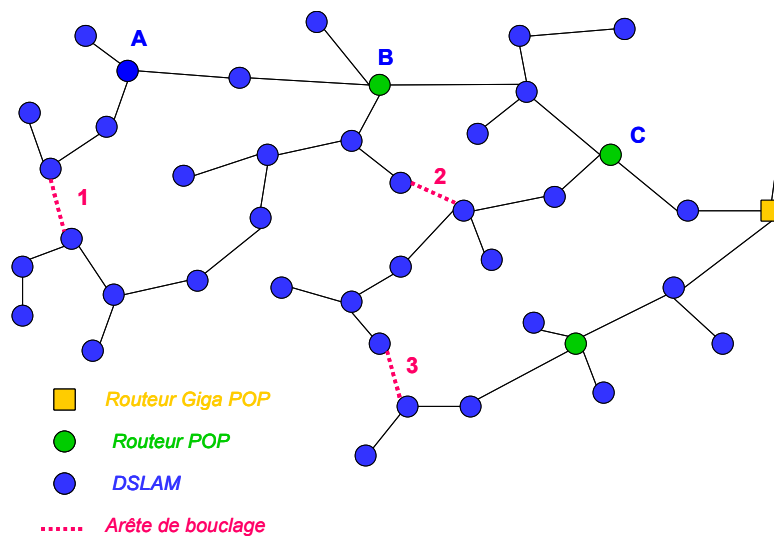 A
B
C
2
1
3
Routeur Giga POP
Routeur POP
DSLAM
Arête de bouclage